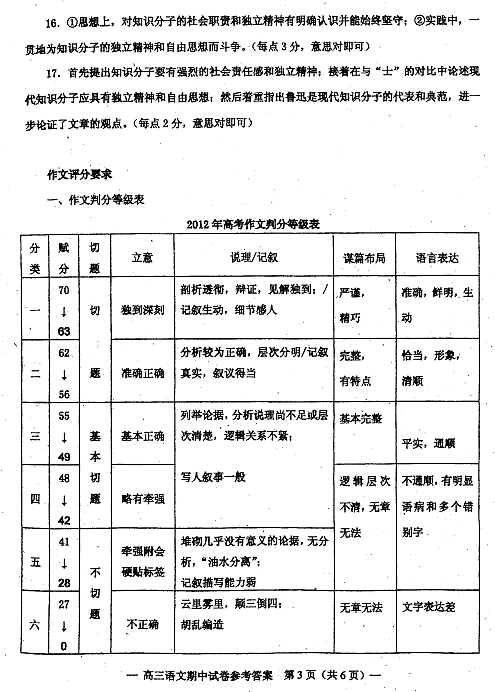 16.①思想上，对知识分子的社会职责和独立精神有明确认识并能始终坚守；②实践中，一
贯地为知识分子的独立精神和自由思想而斗争。（每点3分，意思对即可）
17. 首先提出知识分子要有强烈的社会责任感和独立精神；接着在与“士”的对比中论述现
代知识分子应具有独立精神和自由思想；然后着重指出鲁迅是现代知识分子的代表和典范，进一
步论证了文章的观点。（每点2分，意思对即可）
作文评分要求
一、作文判分等级表
2012年高考作文判分等级表
分类 赋分 切题 立意 说理/记叙 谋篇布局 语言表达
一 70↓63 切 独到深刻 剖析透彻，辩证，见解独到；/记叙生动，细节感人 严谨，精巧 准确，鲜明，生动
二 62↓56 题 准确正确 分析较为正确，层次分明/记叙真实，叙议得当 完整，有特点 恰当，形象，清顺
三 55↓49 基本切题 基本正确 列举论据，分析说理尚不足或层次清楚，逻辑关系不紧； 基本完整 平实，通顺
四 48↓42 略有牵强 写人叙事一般 逻辑层次不清，无章无法 不通顺，有明显语病和多个错别字
五 41↓28 不切题 牵强附会硬贴标签 堆砌几乎没有意义的论据，无分析，“油水分离”；记叙描写能力弱
六 27↓0 不正确 云里雾里，颠三倒四；胡乱编造 无章无法 文字表达差
— 高三语文期中试卷参考答案 第3页（共6页）—